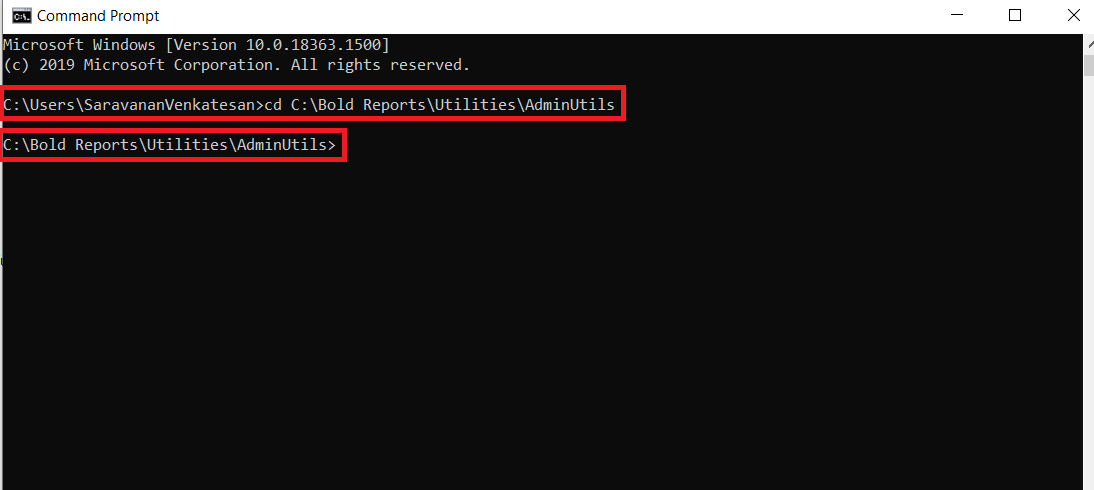 Command Prompt
Microsoft Windows [Version 10.0.18363.1500]
(c) 2019 Microsoft Corporation. All rights reserved.
C:\Users\SaravananVenkatesan>cd C:\Bold Reports\Utilities\AdminUtils
C:\Bold Reports\Utilities\AdminUtils>